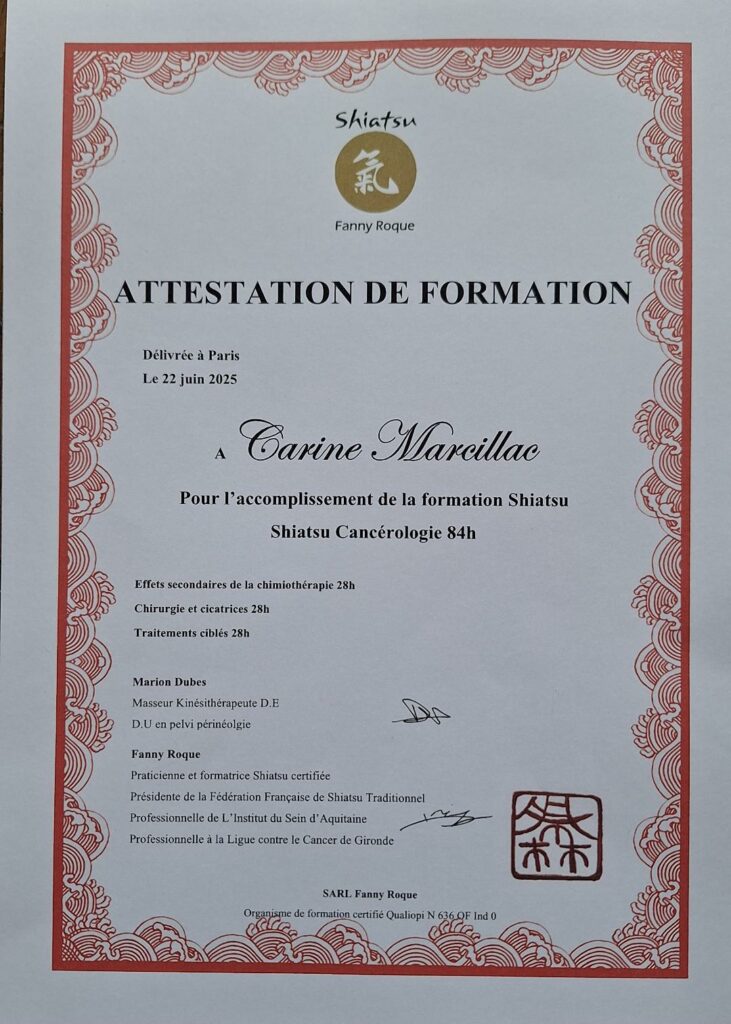 Shiatsu
氣
Fanny Roque
ATTESTATION DE FORMATION
Délivrée à Paris
Le 22 juin 2025
A Carine Marcillac
Pour l'accomplissement de la formation Shiatsu
Shiatsu Cancérologie 84h
Effets secondaires de la chimiothérapie 28h
Chirurgie et cicatrices 28h
Traitements ciblés 28h
Marion Dubes
Masseur Kinésithérapeute D.E
D.U en pelvi périnéolgie
Fanny Roque
Praticienne et formatrice Shiatsu certifiée
Présidente de la Fédération Française de Shiatsu Traditionnel
Professionnelle de L'Institut du Sein d'Aquitaine
Professionnelle à la Ligue contre le Cancer de Gironde
SARL Fanny Roque
Organisme de formation certifié Qualiopi N 636 OF Ind 0